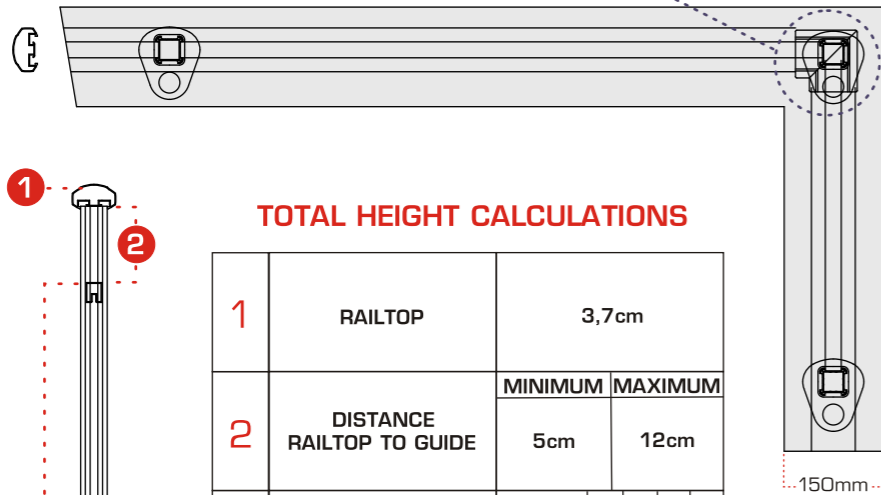 1
2
TOTAL HEIGHT CALCULATIONS
1
RAILTOP
3,7cm
2
DISTANCE
RAILTOP TO GUIDE
MINIMUM
MAXIMUM
5cm
12cm
150mm